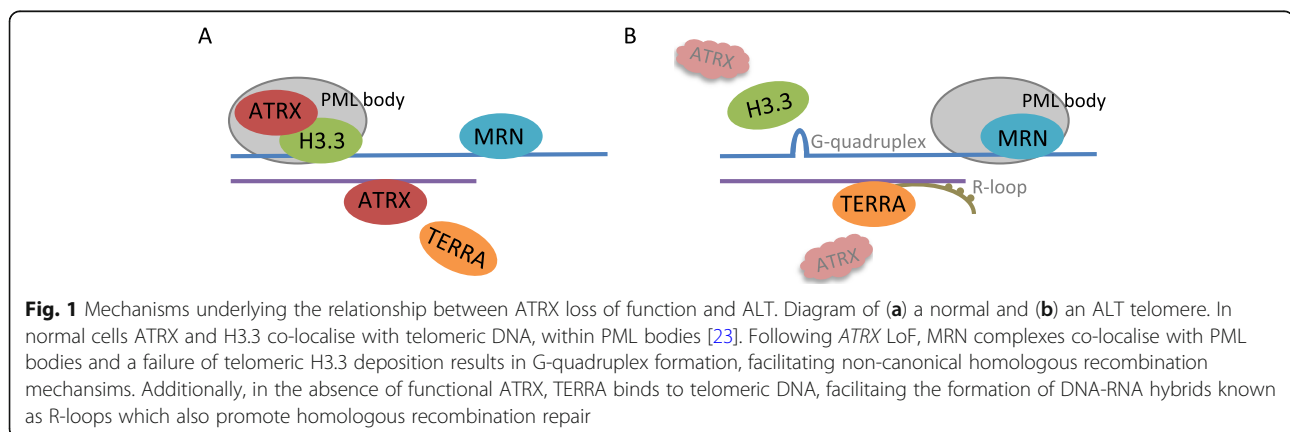 A
B
PML body
ATRX
H3.3
MRN
ATRX
TERRA
ATRX
H3.3
G-quadruplex
PML body
MRN
R-loop
TERRA
ATRX
Fig. 1 Mechanisms underlying the relationship between ATRX loss of function and ALT. Diagram of (a) a normal and (b) an ALT telomere. In
normal cells ATRX and H3.3 co-localise with telomeric DNA, within PML bodies [23]. Following ATRX LoF, MRN complexes co-localise with PML
bodies and a failure of telomeric H3.3 deposition results in G-quadruplex formation, facilitating non-canonical homologous recombination
mechansims. Additionally, in the absence of functional ATRX, TERRA binds to telomeric DNA, facilitaing the formation of DNA-RNA hybrids known
as R-loops which also promote homologous recombination repair